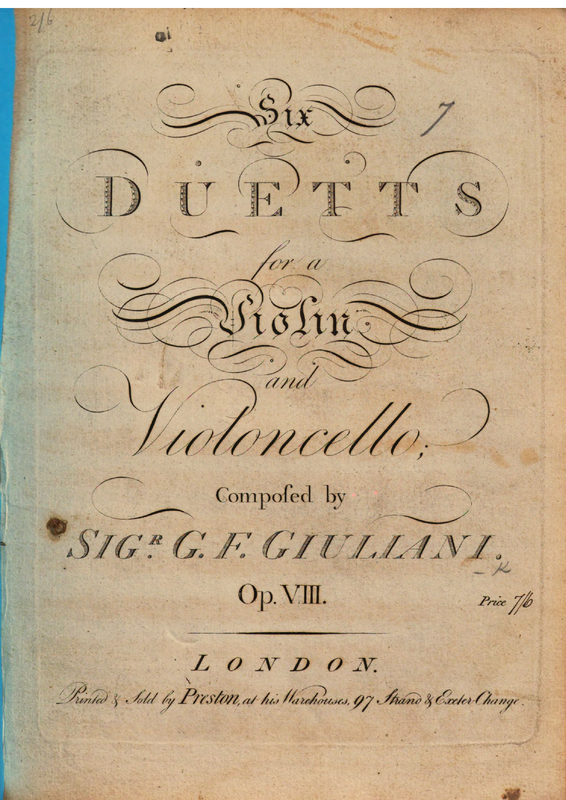 2/6
7
Six
DUETTS
for a
Violin
and
Violoncello;
Compoſed by
SIGR. G. F. GIULIANI.
Op. VIII.
Price 7/6
LONDON.
Printed & Sold by Preston, at his Warehouses, 97 Strand & Exeter Change.